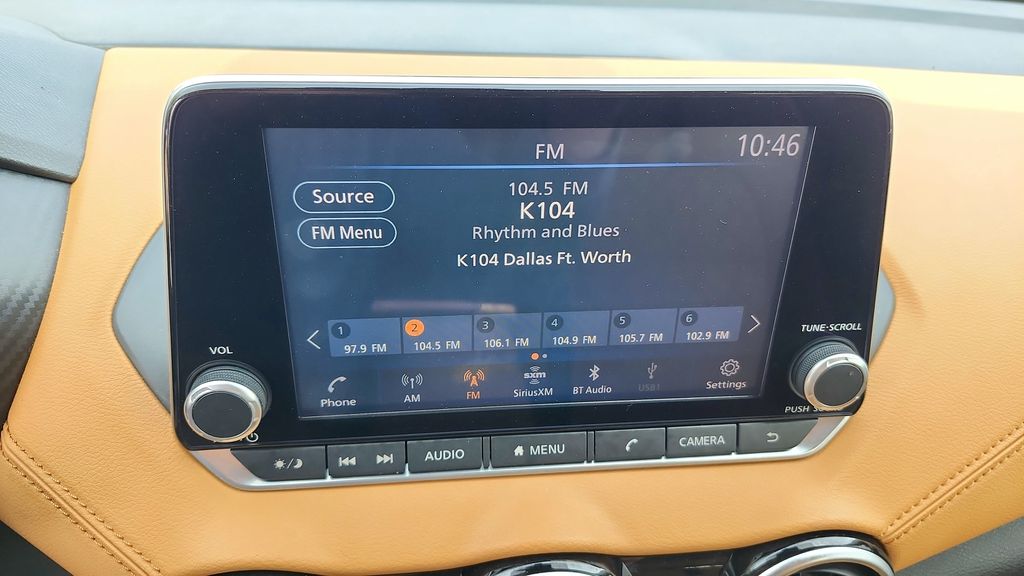 FM
10:46
Source
104.5 FM
K104
FM Menu
Rhythm and Blues
K104 Dallas Ft. Worth
1
97.9 FM
2
104.5 FM
3
106.1 FM
4
104.9 FM
5
105.7 FM
6
102.9 FM
VOL
TUNE·SCROLL
Phone
AM
FM
sxm
SiriusXM
BT Audio
USB1
Settings
PUSH
AUDIO
MENU
CAMERA